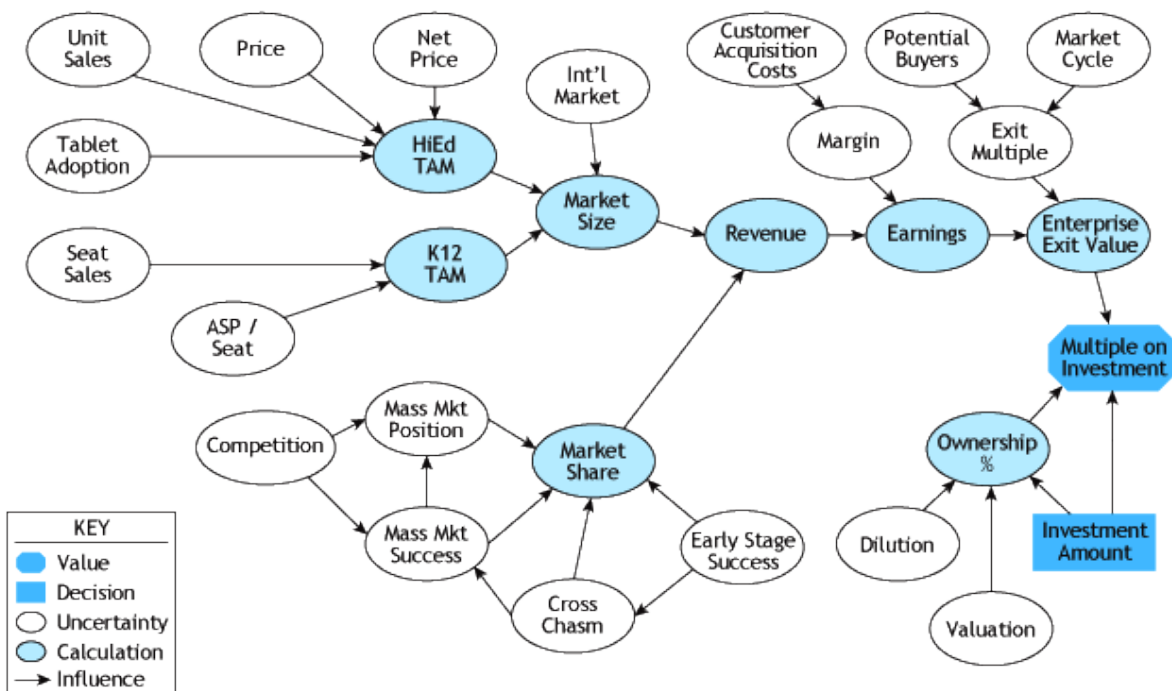 Unit
Sales
Price
Net
Price
Int'l
Market
Customer
Acquisition
Costs
Potential
Buyers
Market
Cycle
Tablet
Adoption
HiEd
TAM
Margin
Exit
Multiple
Market
Size
Revenue
Earnings
Enterprise
Exit Value
Seat
Sales
K12
TAM
ASP /
Seat
Multiple on
Investment
Competition
Mass Mkt
Position
Market
Share
Ownership
%
Mass Mkt
Success
Early Stage
Success
Dilution
Investment
Amount
Cross
Chasm
Valuation
KEY
Value
Decision
Uncertainty
Calculation
Influence